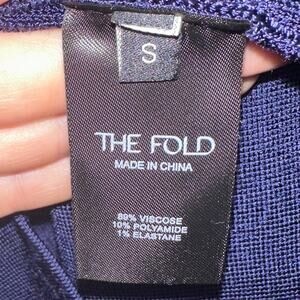 S
THE FOLD
MADE IN CHINA
89% VISCOSE
10% POLYAMIDE
1% ELASTANE